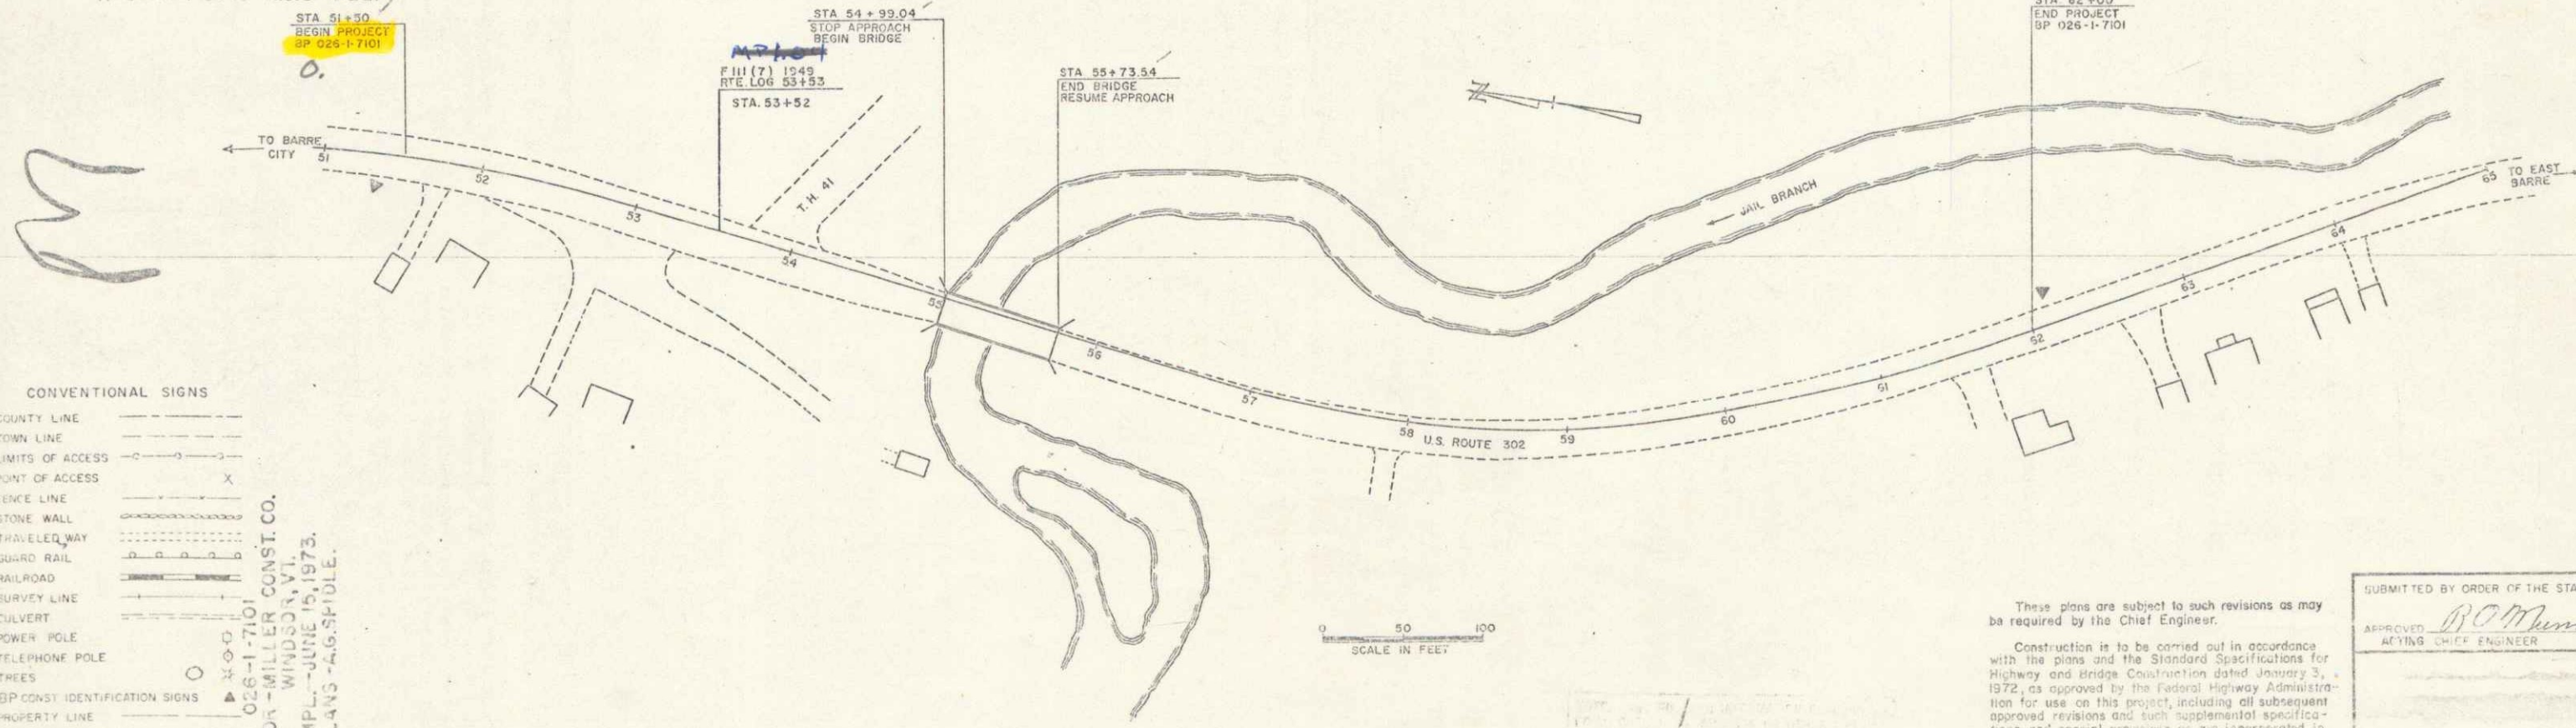 STA 51+50
BEGIN PROJECT
BP 026-1-7101
0.
STA 54 + 99.04
STOP APPROACH
BEGIN BRIDGE
F 111 (7) 1949
RTE. LOG 53+53
STA. 53+52
STA 55+73.54
END BRIDGE
RESUME APPROACH
STA 62+00
END PROJECT
BP 026-1-7101
TO BARRE
CITY
51
52
53
54
55
56
57
58
59
60
61
62
63
64
65
T. H. 41
N
JAIL BRANCH
TO EAST
BARRE
U.S. ROUTE 302
CONVENTIONAL SIGNS
COUNTY LINE
TOWN LINE
LIMITS OF ACCESS
POINT OF ACCESS X
FENCE LINE
STONE WALL
TRAVELED WAY
GUARD RAIL
RAILROAD
SURVEY LINE
CULVERT
POWER POLE
TELEPHONE POLE
TREES
BP CONST IDENTIFICATION SIGNS
PROPERTY LINE
026-1-7101
OR-MILLER CONST. CO.
WINDSOR, VT.
MPL.-JUNE 15, 1973.
LANS -A.G.SPIDLE.
0 50 100
SCALE IN FEET
These plans are subject to such revisions as may
be required by the Chief Engineer.
Construction is to be carried out in accordance
with the plans and the Standard Specifications for
Highway and Bridge Construction dated January 3,
1972, as approved by the Federal Highway Administra-
tion for use on this project, including all subsequent
approved revisions and such supplemental specifica-
SUBMITTED BY ORDER OF THE STA
APPROVED
ACTING CHIEF ENGINEER